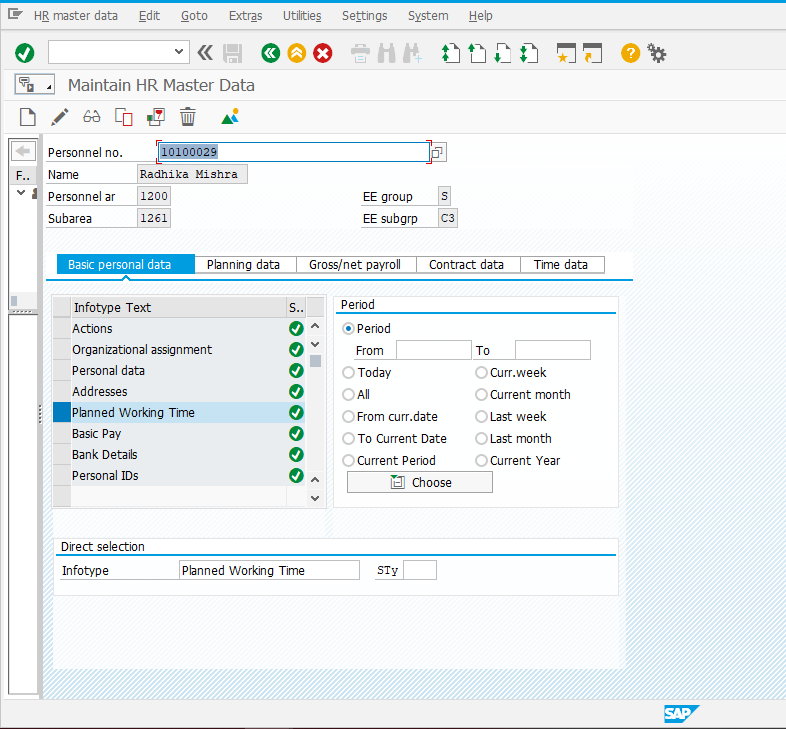 HR master data Edit Goto Extras Utilities Settings System Help
Maintain HR Master Data
Personnel no. 10100029
Name Radhika Mishra
F..
Personnel ar 1200 EE group S
Subarea 1261 EE subgrp C3
Basic personal data Planning data Gross/net payroll Contract data Time data
Infotype Text S.. Period
Actions Period
Organizational assignment From To
Personal data Today Curr.week
Addresses All Current month
Planned Working Time From curr.date Last week
Basic Pay To Current Date Last month
Bank Details Current Period Current Year
Personal IDs Choose
Direct selection
Infotype Planned Working Time STy
SAP